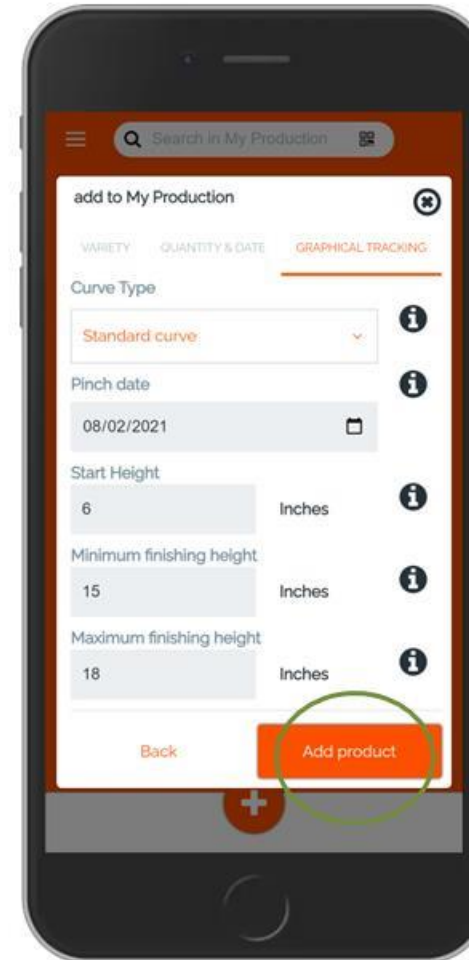 Search in My Production
add to My Production
VARIETY QUANTITY & DATE GRAPHICAL TRACKING
Curve Type
Standard curve
Pinch date
08/02/2021
Start Height
6 Inches
Minimum finishing height
15 Inches
Maximum finishing height
18 Inches
Back Add product